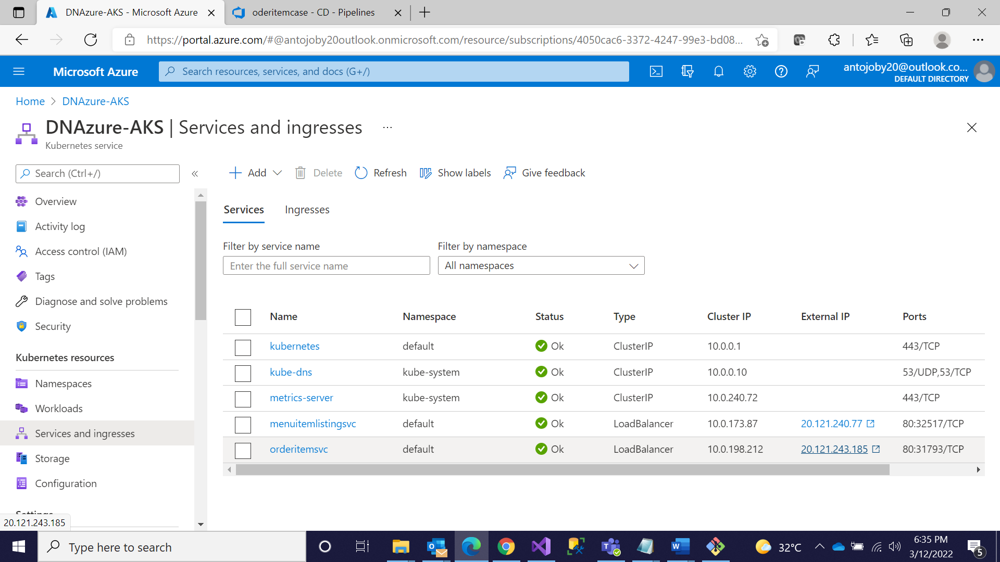 DNAzure-AKS - Microsoft Azure
oderitemcase - CD - Pipelines
https://portal.azure.com/#@antojoby20outlook.onmicrosoft.com/resource/subscriptions/4050cac6-3372-4247-99e3-bd08...
Microsoft Azure
Search resources, services, and docs (G+/)
antojoby20@outlook.co...
DEFAULT DIRECTORY
Home > DNAzure-AKS
DNAzure-AKS | Services and ingresses ...
Kubernetes service
Search (Ctrl+/)
«
Add
Delete
Refresh
Show labels
Give feedback
Overview
Activity log
Access control (IAM)
Tags
Diagnose and solve problems
Security
Kubernetes resources
Namespaces
Workloads
Services and ingresses
Storage
Configuration
Settings
20.121.243.185
Services Ingresses
Filter by service name
Enter the full service name
Filter by namespace
All namespaces
Name Namespace Status Type Cluster IP External IP Ports
kubernetes default Ok ClusterIP 10.0.0.1 443/TCP
kube-dns kube-system Ok ClusterIP 10.0.0.10 53/UDP,53/TCP
metrics-server kube-system Ok ClusterIP 10.0.240.72 443/TCP
menuitemlistingsvc default Ok LoadBalancer 10.0.173.87 20.121.240.77 80:32517/TCP
orderitemsvc default Ok LoadBalancer 10.0.198.212 20.121.243.185 80:31793/TCP
Type here to search
32°C
6:35 PM
3/12/2022
5